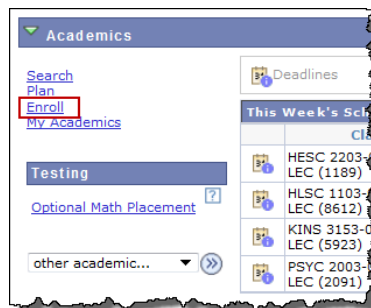 Academics
Search
Plan
Enroll
My Academics
Testing
Optional Math Placement
?
other academic...
Deadlines
This Week's Sch
Cl
HESC 2203-
LEC (1189)
HLSC 1103-
LEC (8612)
KINS 3153-0
LEC (5923)
PSYC 2003-
LEC (2091)